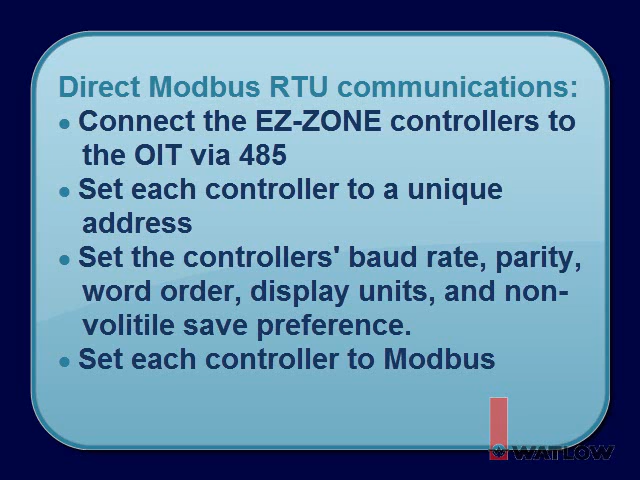 Direct Modbus RTU communications:
● Connect the EZ-ZONE controllers to
the OIT via 485
● Set each controller to a unique
address
● Set the controllers' baud rate, parity,
word order, display units, and non-
volitile save preference.
● Set each controller to Modbus
WATLOW